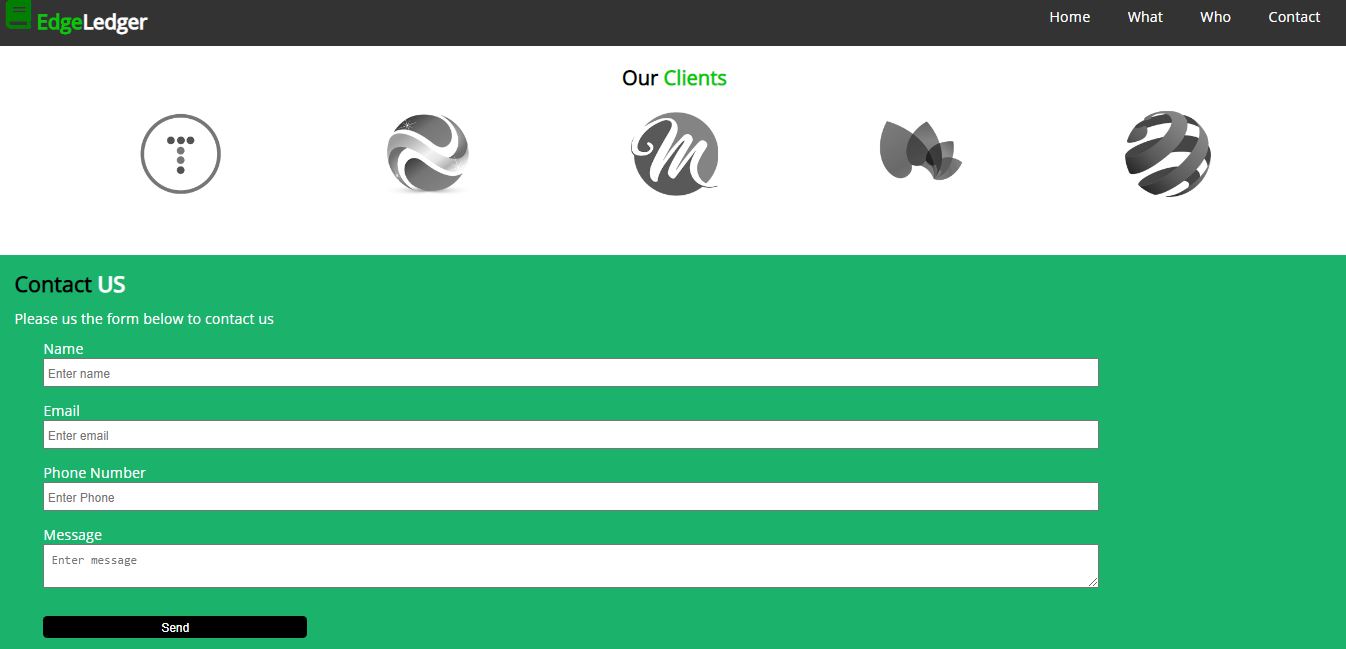 EdgeLedger
Home What Who Contact
Our Clients
T
M
Contact US
Please us the form below to contact us
Name
Enter name
Email
Enter email
Phone Number
Enter Phone
Message
Enter message
Send